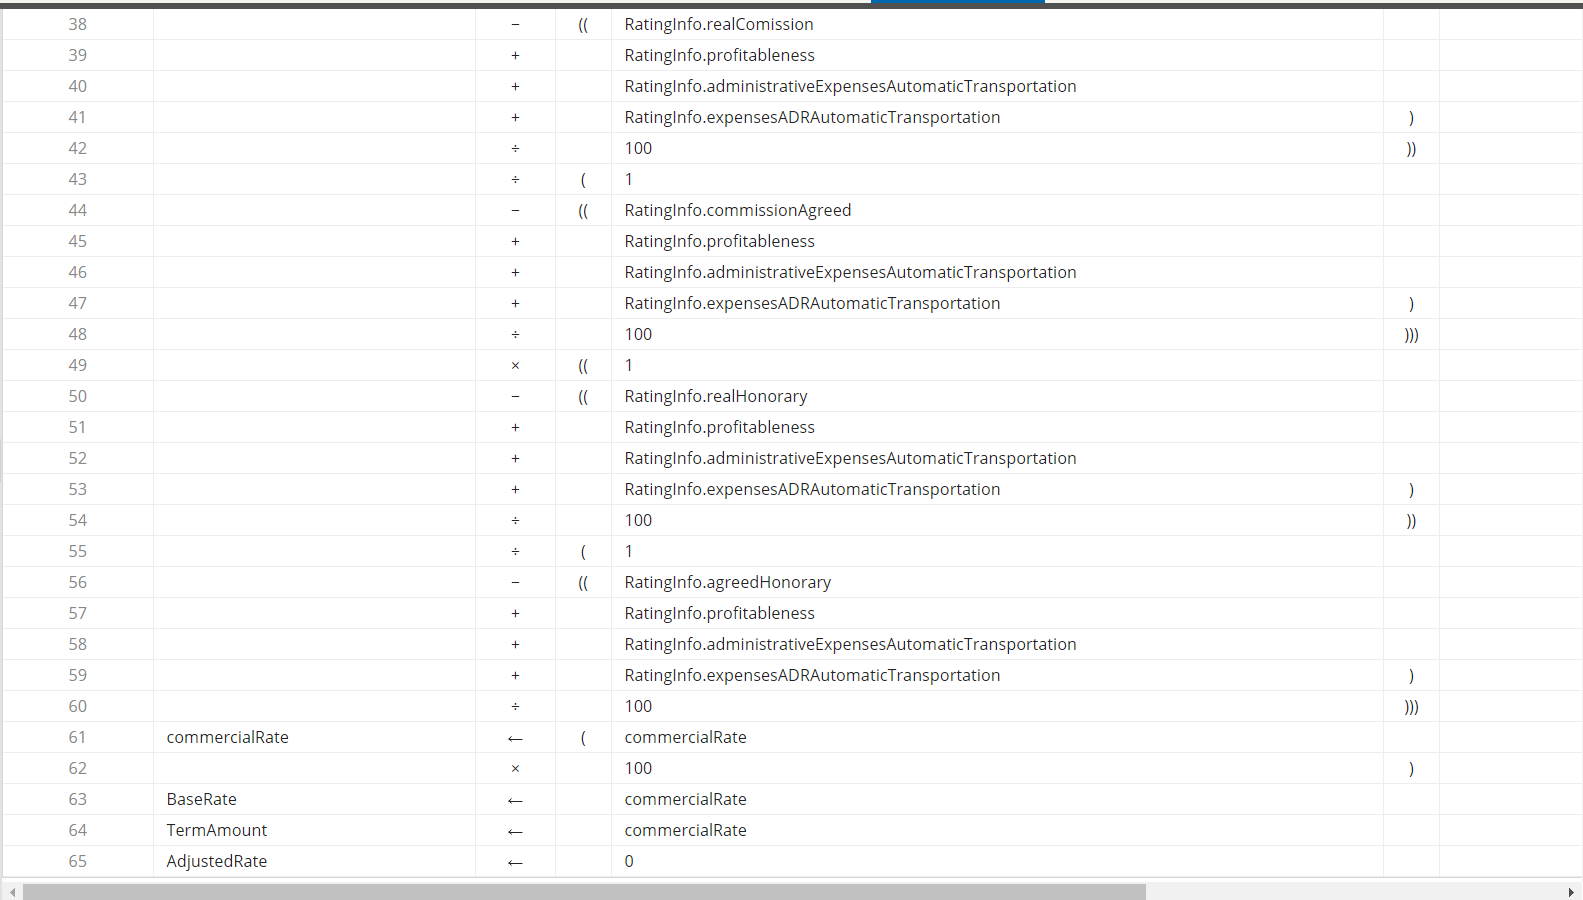 38 − (( RatingInfo.realComission
39 + RatingInfo.profitableness
40 + RatingInfo.administrativeExpensesAutomaticTransportation
41 + RatingInfo.expensesADRAutomaticTransportation )
42 ÷ 100 ))
43 ÷ ( 1
44 − (( RatingInfo.commissionAgreed
45 + RatingInfo.profitableness
46 + RatingInfo.administrativeExpensesAutomaticTransportation
47 + RatingInfo.expensesADRAutomaticTransportation )
48 ÷ 100 )))
49 × (( 1
50 − (( RatingInfo.realHonorary
51 + RatingInfo.profitableness
52 + RatingInfo.administrativeExpensesAutomaticTransportation
53 + RatingInfo.expensesADRAutomaticTransportation )
54 ÷ 100 ))
55 ÷ ( 1
56 − (( RatingInfo.agreedHonorary
57 + RatingInfo.profitableness
58 + RatingInfo.administrativeExpensesAutomaticTransportation
59 + RatingInfo.expensesADRAutomaticTransportation )
60 ÷ 100 )))
61 commercialRate ← ( commercialRate
62 × 100 )
63 BaseRate ← commercialRate
64 TermAmount ← commercialRate
65 AdjustedRate ← 0